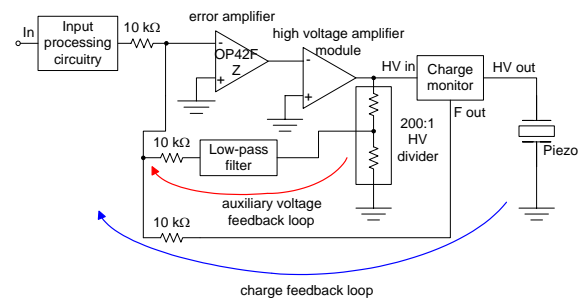 error amplifier
In
Input
processing
circuitry
10 kΩ
-
OP42F
Z
+
high voltage amplifier
module
-
+
HV in
Charge
monitor
HV out
F out
200:1
HV
divider
Piezo
10 kΩ
Low-pass
filter
auxiliary voltage
feedback loop
10 kΩ
charge feedback loop